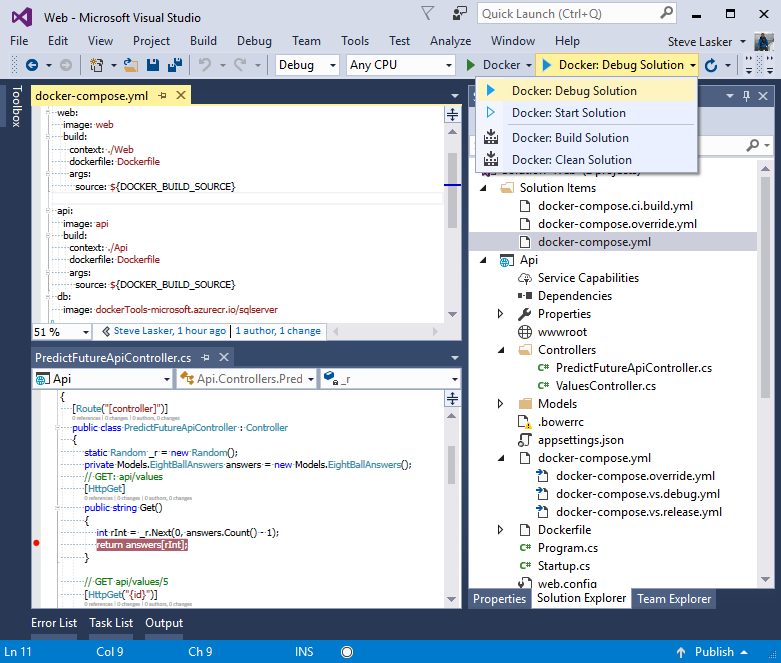 Web - Microsoft Visual Studio
Quick Launch (Ctrl+Q)
File Edit View Project Build Debug Team Tools Test Analyze Window Help Steve Lasker
Debug Any CPU Docker Docker: Debug Solution
Docker: Debug Solution
Docker: Start Solution
Docker: Build Solution
Docker: Clean Solution
Toolbox
docker-compose.yml
web:
image: web
build:
context: ./Web
dockerfile: Dockerfile
args:
source: ${DOCKER_BUILD_SOURCE}
api:
image: api
build:
context: ./Api
dockerfile: Dockerfile
args:
source: ${DOCKER_BUILD_SOURCE}
db:
image: dockerTools-microsoft.azurecr.io/sqlserver
51 % Steve Lasker, 1 hour ago | 1 author, 1 change
PredictFutureApiController.cs
Api Api.Controllers.Pred _r
{
[Route("[controller]")]
0 references | 0 changes | 0 authors, 0 changes
public class PredictFutureApiController : Controller
{
static Random _r = new Random();
private Models.EightBallAnswers answers = new Models.EightBallAnswers();
// GET: api/values
[HttpGet]
0 references | 0 changes | 0 authors, 0 changes
public string Get()
{
int rInt = _r.Next(0, answers.Count() - 1);
return answers[rInt];
}
// GET api/values/5
[HttpGet("{id}")]
0 references | 0 changes | 0 authors, 0 changes
Solution Items
docker-compose.ci.build.yml
docker-compose.override.yml
docker-compose.yml
Api
Service Capabilities
Dependencies
Properties
wwwroot
Controllers
PredictFutureApiController.cs
ValuesController.cs
Models
.bowerrc
appsettings.json
docker-compose.yml
docker-compose.override.yml
docker-compose.vs.debug.yml
docker-compose.vs.release.yml
Dockerfile
Program.cs
Startup.cs
web.config
Properties Solution Explorer Team Explorer
Error List Task List Output
Ln 11 Col 9 Ch 9 INS Publish